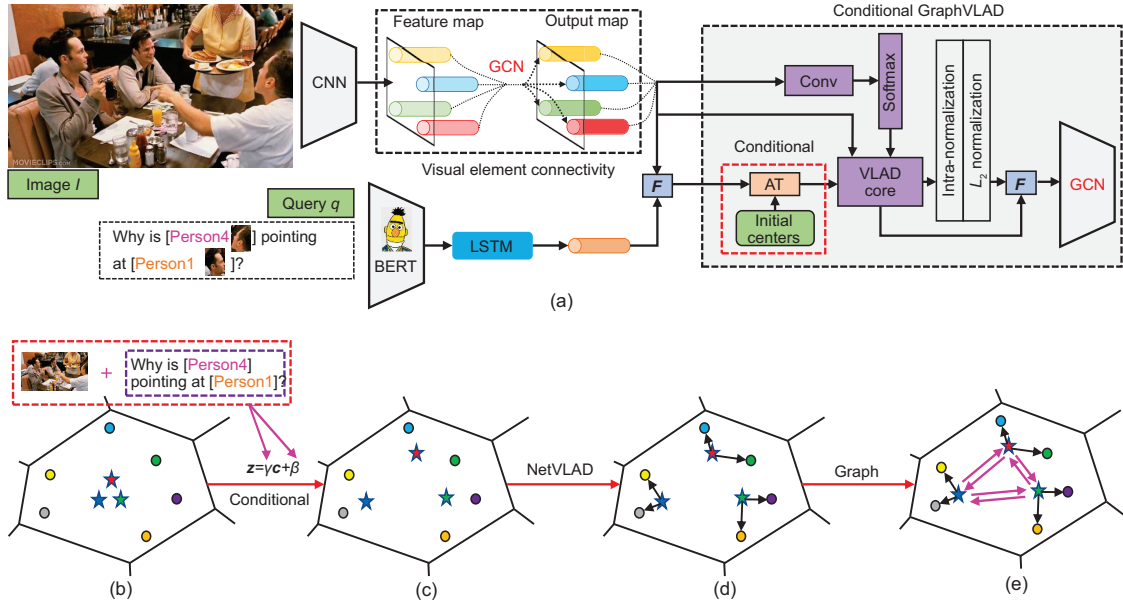 Conditional GraphVLAD
Feature map
Output map
GCN
CNN
Conv
Softmax
Intra-normalization
L2 normalization
MOVIECLIPS.com
Visual element connectivity
Conditional
Image I
F
AT
VLAD
core
F
GCN
Query q
Initial
centers
Why is [Person4 ] pointing
at [Person1 ]?
BERT
LSTM
(a)
+
Why is [Person4]
pointing at [Person1]?
z=γc+β
Conditional
NetVLAD
Graph
(b)
(c)
(d)
(e)